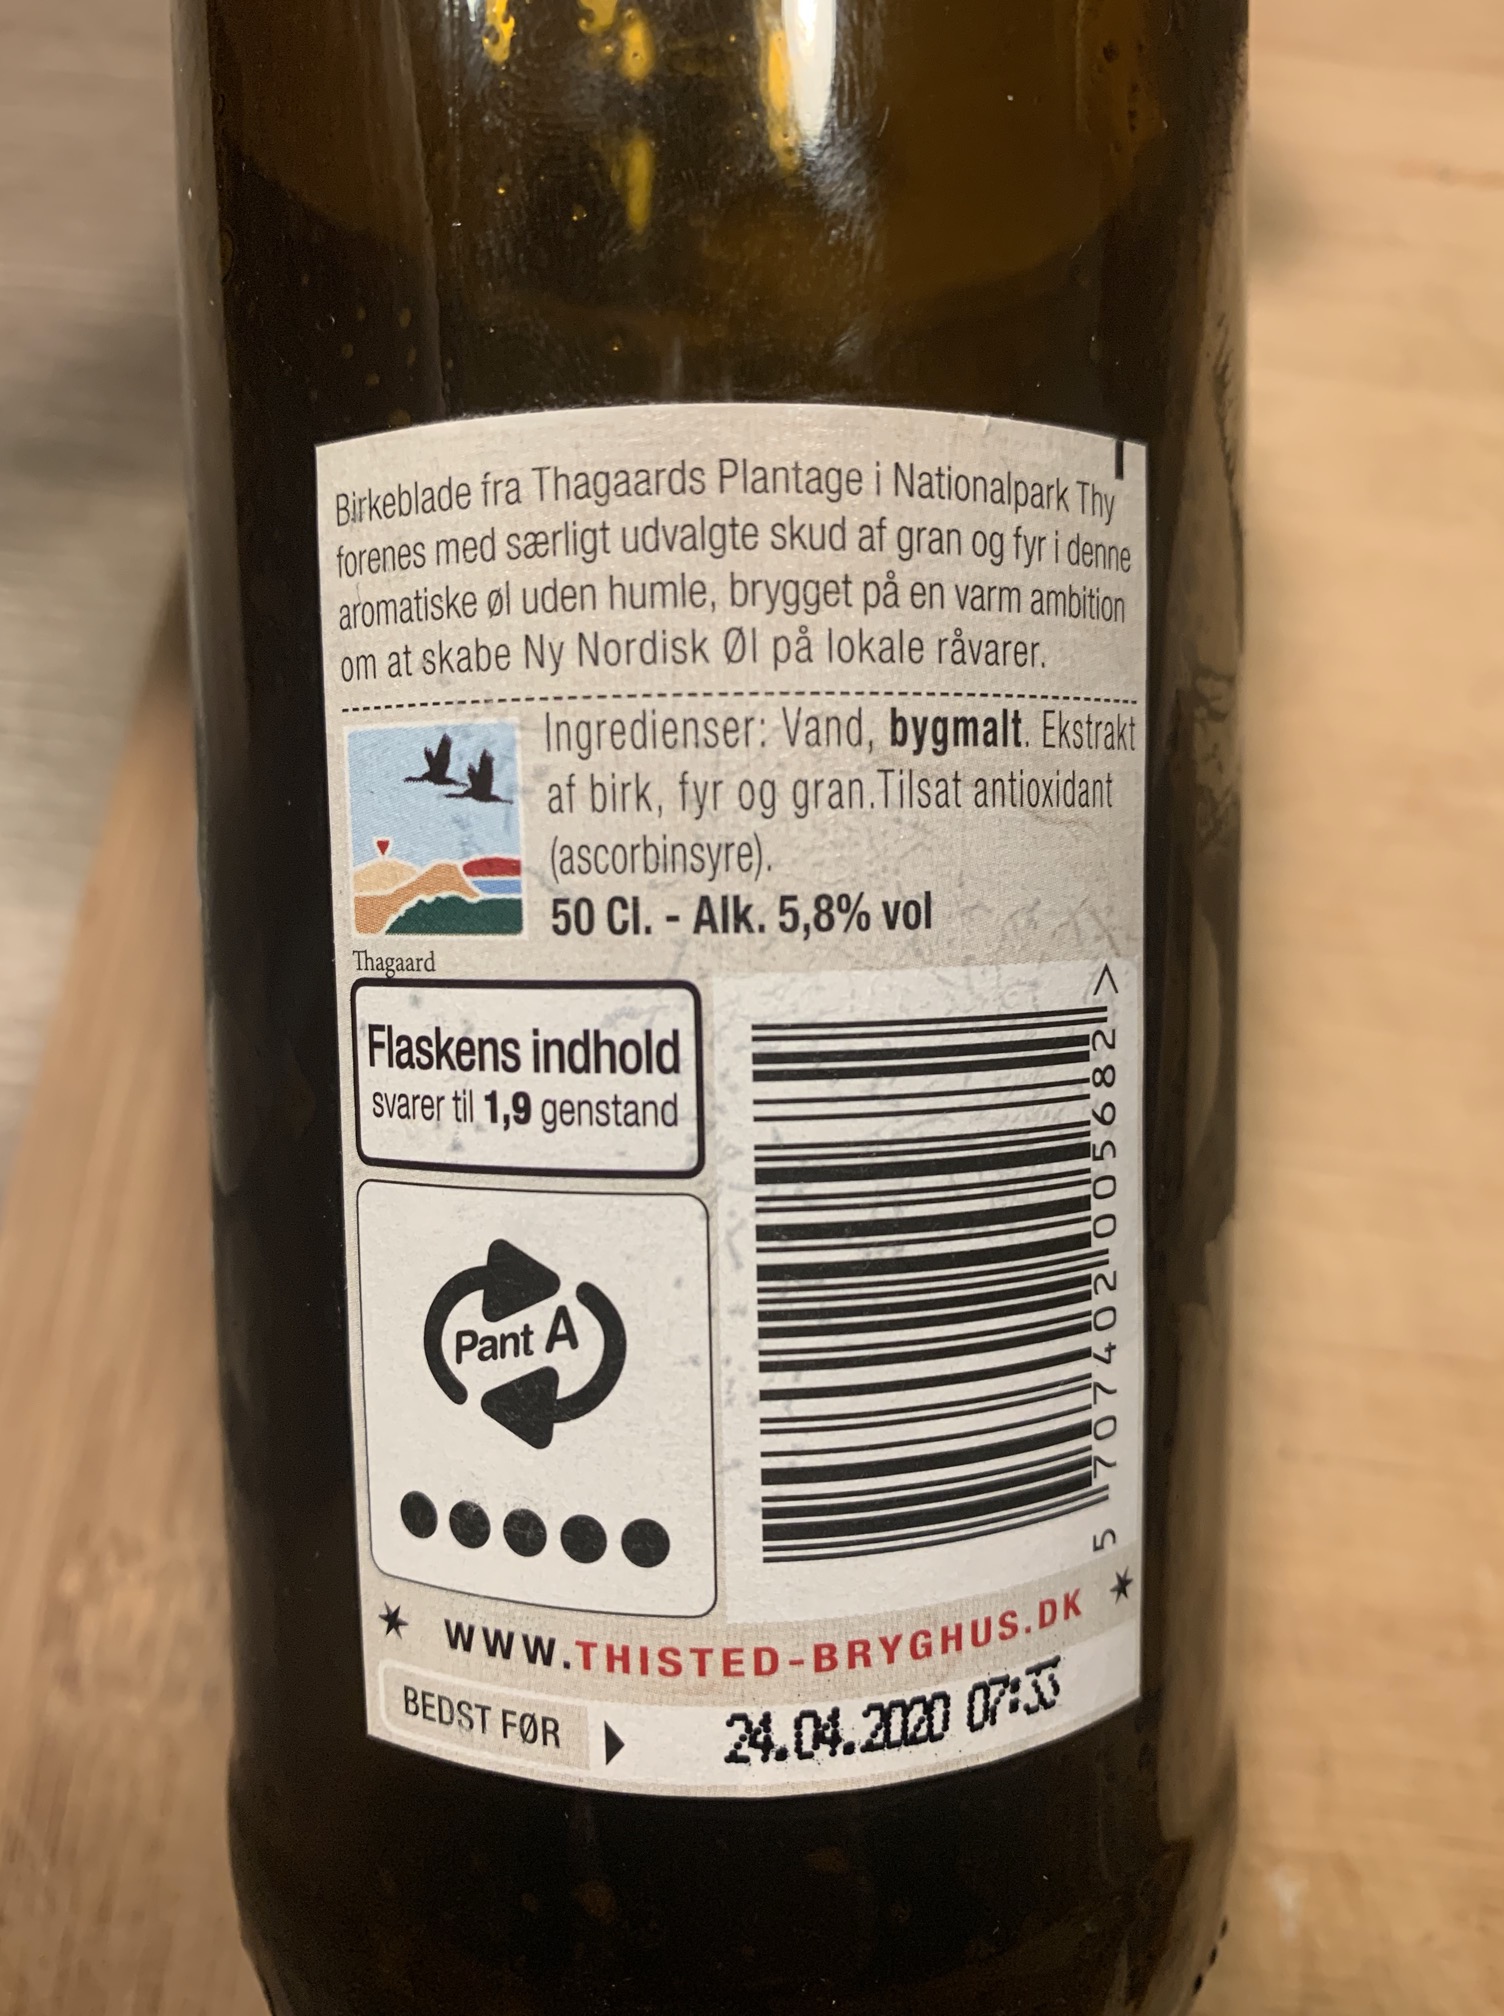 Birkeblade fra Thagaards Plantage i Nationalpark Thy
forenes med særligt udvalgte skud af gran og fyr i denne
aromatiske øl uden humle, brygget på en varm ambition
om at skabe Ny Nordisk Øl på lokale råvarer.
Ingredienser: Vand, bygmalt. Ekstrakt
af birk, fyr og gran.Tilsat antioxidant
(ascorbinsyre).
50 Cl. - Alk. 5,8% vol
Thagaard
Flaskens indhold
svarer til 1,9 genstand
Pant A
5 707402 005682 >
* WWW.THISTED-BRYGHUS.DK *
BEDST FØR
24.04.2020 07:33